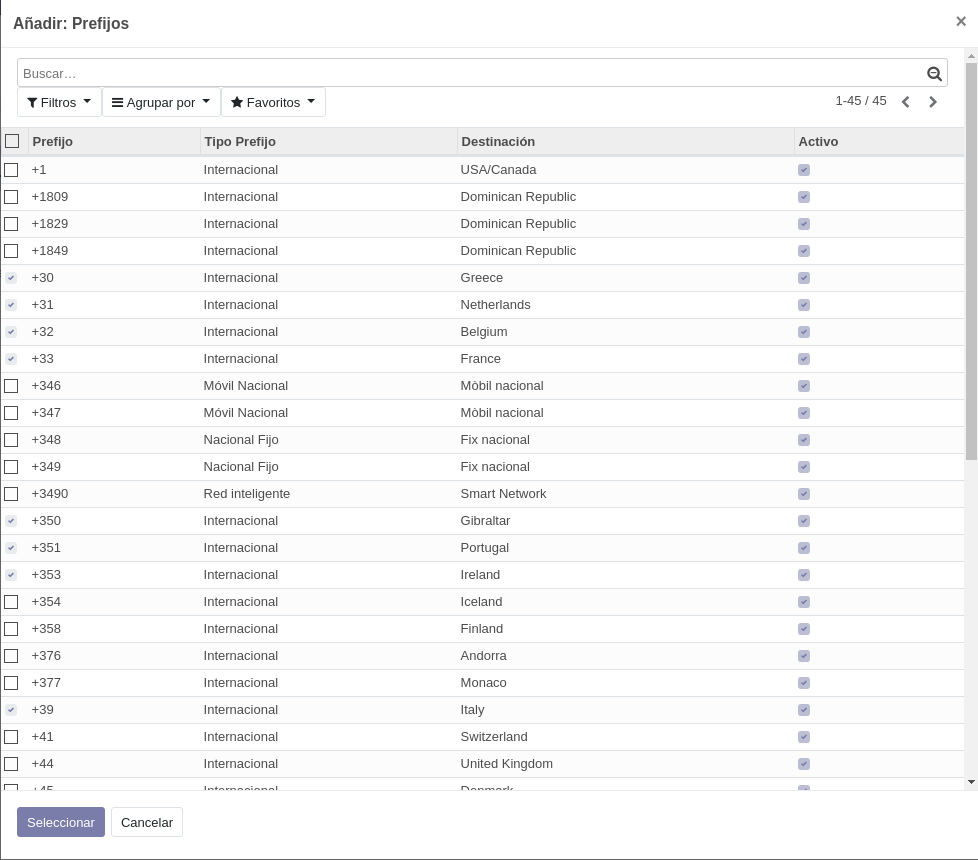 Añadir: Prefijos ×
Buscar...
Filtros Agrupar por Favoritos 1-45 / 45
Prefijo Tipo Prefijo Destinación Activo
+1 Internacional USA/Canada
+1809 Internacional Dominican Republic
+1829 Internacional Dominican Republic
+1849 Internacional Dominican Republic
+30 Internacional Greece
+31 Internacional Netherlands
+32 Internacional Belgium
+33 Internacional France
+346 Móvil Nacional Mòbil nacional
+347 Móvil Nacional Mòbil nacional
+348 Nacional Fijo Fix nacional
+349 Nacional Fijo Fix nacional
+3490 Red inteligente Smart Network
+350 Internacional Gibraltar
+351 Internacional Portugal
+353 Internacional Ireland
+354 Internacional Iceland
+358 Internacional Finland
+376 Internacional Andorra
+377 Internacional Monaco
+39 Internacional Italy
+41 Internacional Switzerland
+44 Internacional United Kingdom
+45 Internacional Denmark
Seleccionar Cancelar